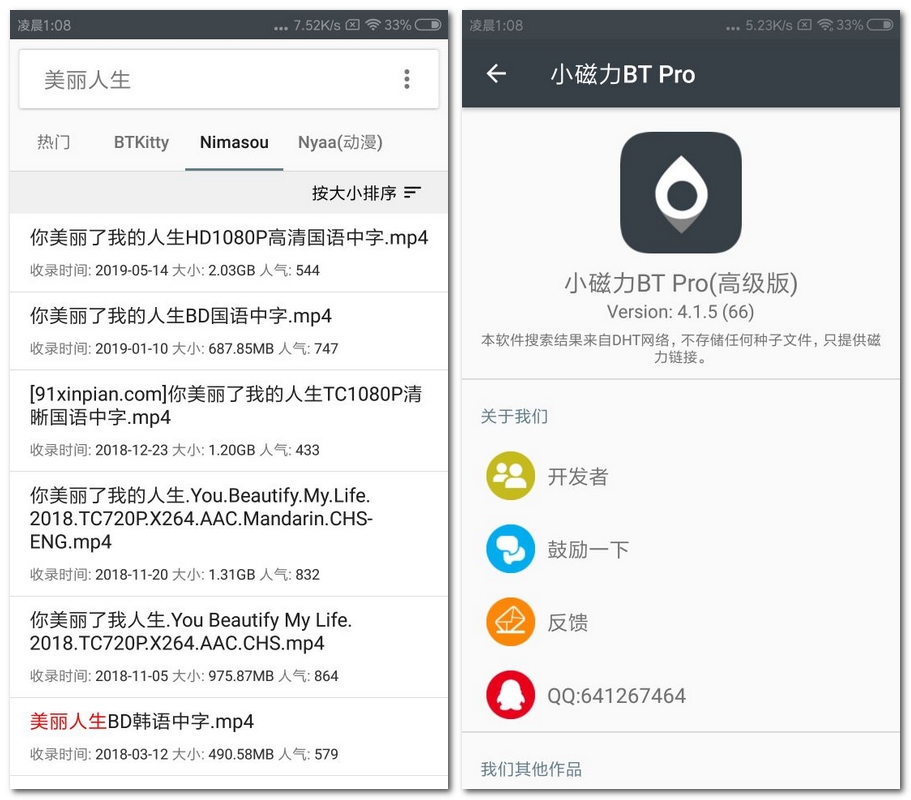 凌晨1:08
... 7.52K/s 33%
美丽人生
热门 BTKitty Nimasou Nyaa(动漫)
按大小排序
你美丽了我的人生HD1080P高清国语中字.mp4
收录时间: 2019-05-14 大小: 2.03GB 人气: 544
你美丽了我的人生BD国语中字.mp4
收录时间: 2019-01-10 大小: 687.85MB 人气: 747
[91xinpian.com]你美丽了我的人生TC1080P清
晰国语中字.mp4
收录时间: 2018-12-23 大小: 1.20GB 人气: 433
你美丽了我的人生.You.Beautify.My.Life.
2018.TC720P.X264.AAC.Mandarin.CHS-
ENG.mp4
收录时间: 2018-11-20 大小: 1.31GB 人气: 832
你美丽了我人生.You Beautify My Life.
2018.TC720P.X264.AAC.CHS.mp4
收录时间: 2018-11-05 大小: 975.87MB 人气: 864
美丽人生BD韩语中字.mp4
收录时间: 2018-03-12 大小: 490.58MB 人气: 579
凌晨1:08
... 5.23K/s 33%
小磁力BT Pro
小磁力BT Pro(高级版)
Version: 4.1.5 (66)
本软件搜索结果来自DHT网络，不存储任何种子文件，只提供磁
力链接。
关于我们
开发者
鼓励一下
反馈
QQ:641267464
我们其他作品